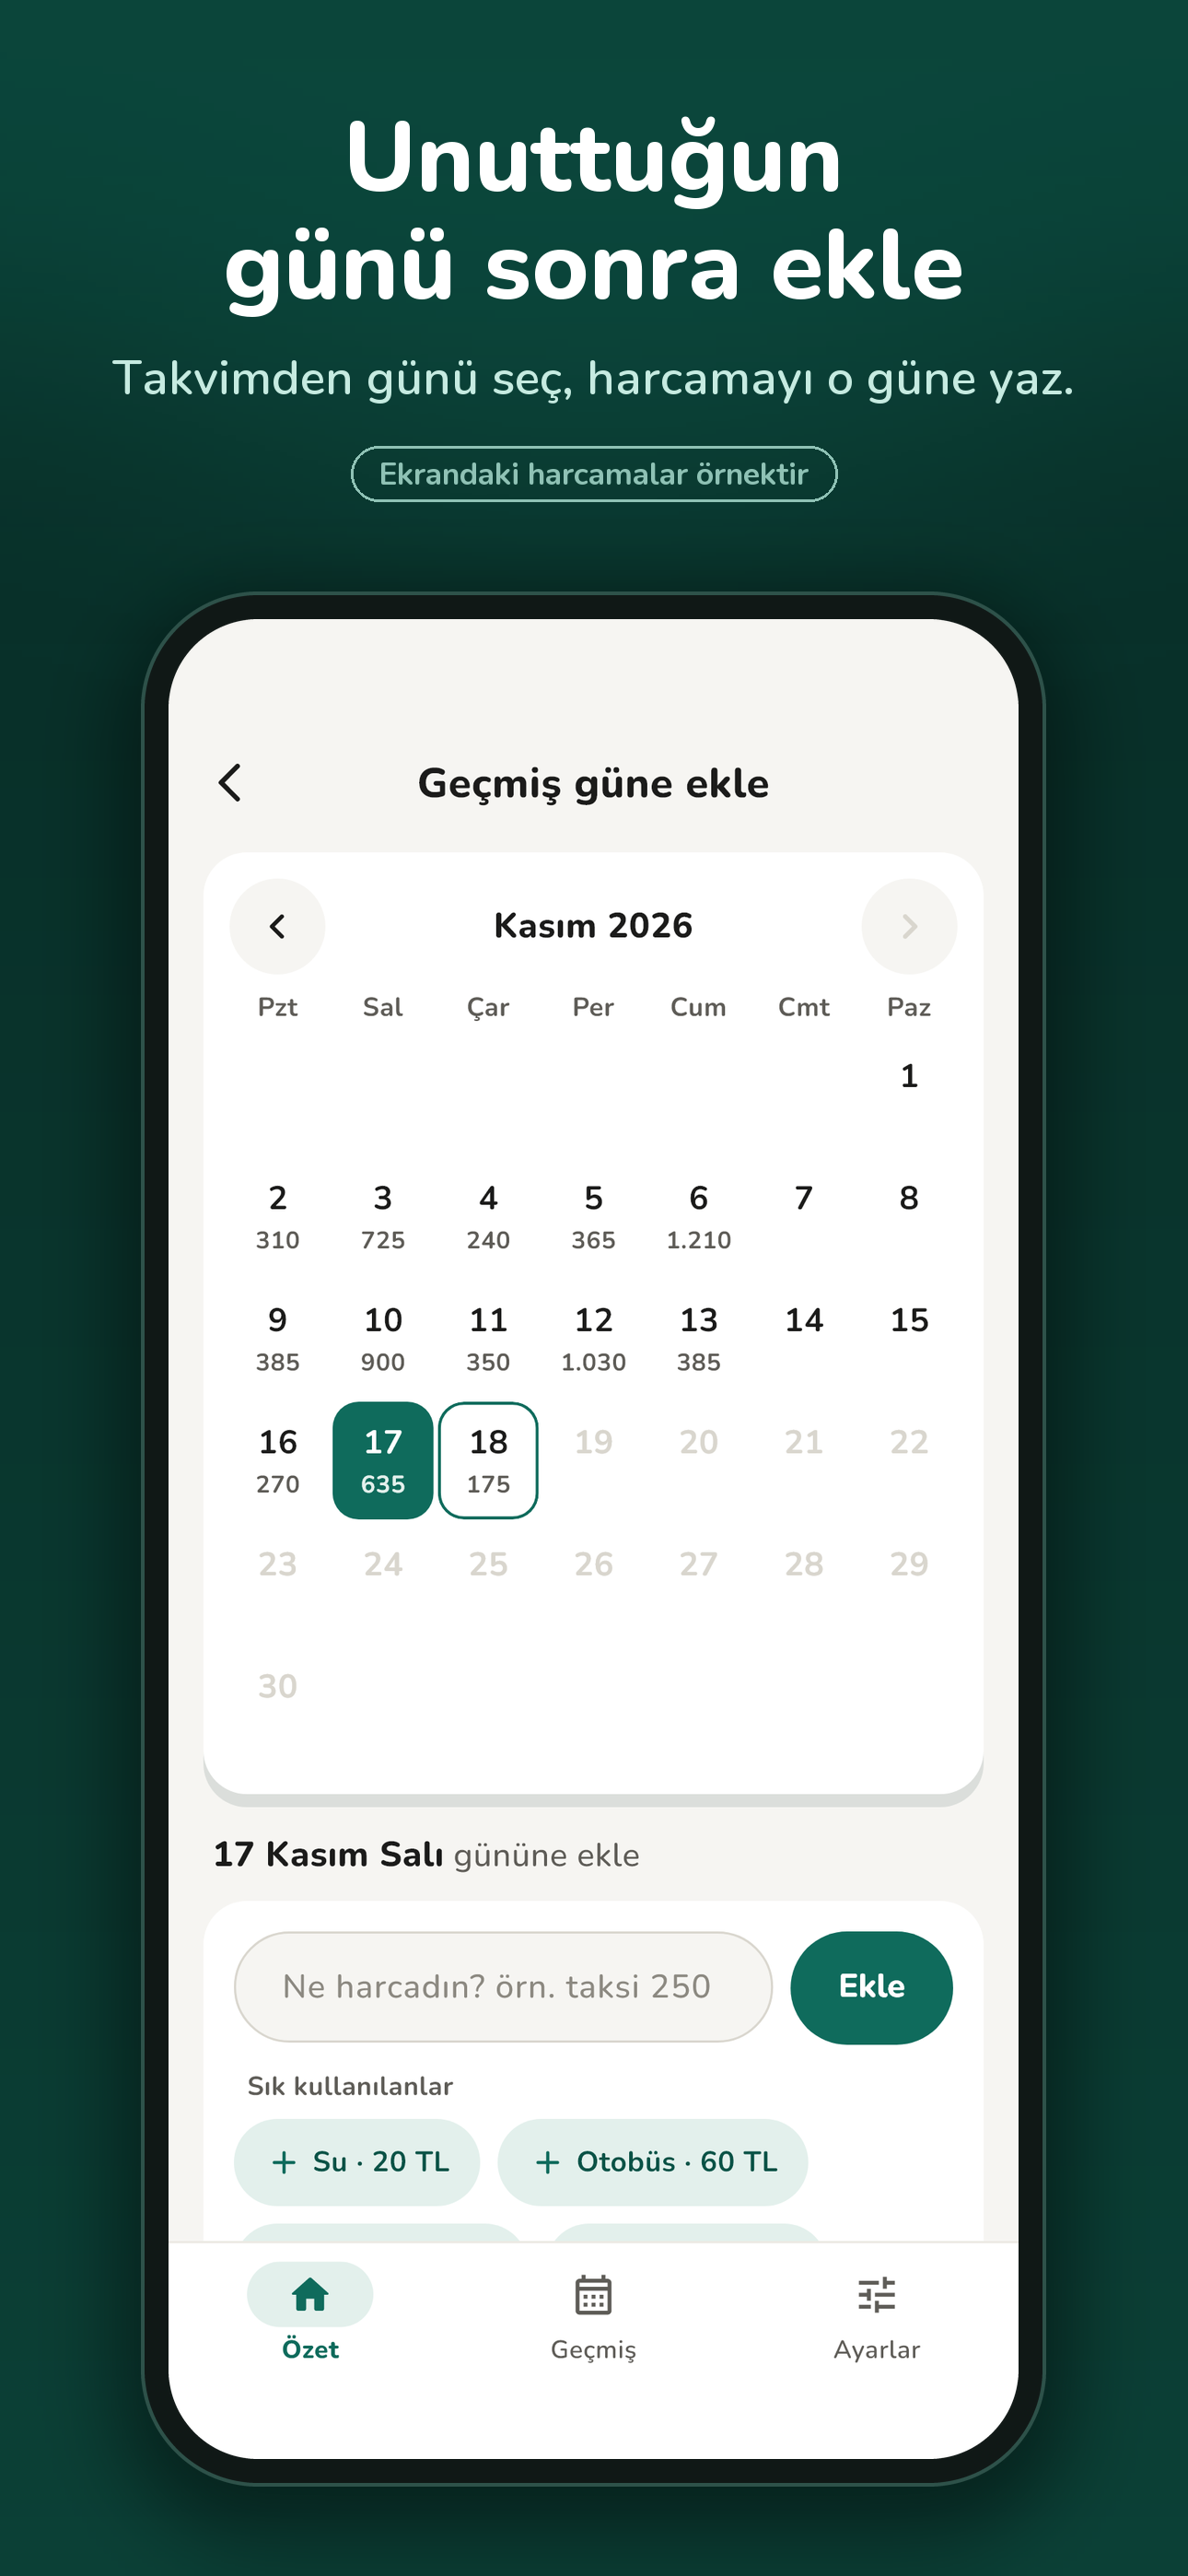 Unuttuğun
günü sonra ekle
Takvimden günü seç, harcamayı o güne yaz.
Ekrandaki harcamalar örnektir
Geçmiş güne ekle
Kasım 2026
Pzt Sal Çar Per Cum Cmt Paz
1
2 3 4 5 6 7 8
310 725 240 365 1.210
9 10 11 12 13 14 15
385 900 350 1.030 385
16 17 18 19 20 21 22
270 635 175
23 24 25 26 27 28 29
30
17 Kasım Salı gününe ekle
Ne harcadın? örn. taksi 250 Ekle
Sık kullanılanlar
+ Su · 20 TL + Otobüs · 60 TL
Özet Geçmiş Ayarlar